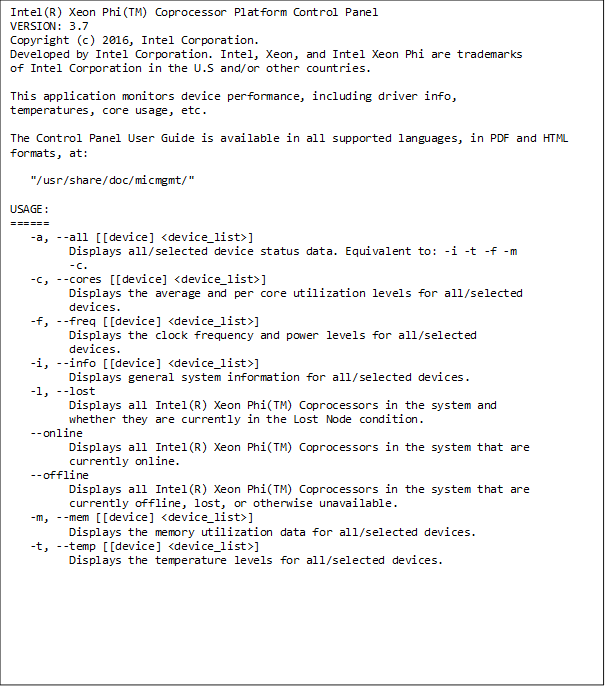 Intel(R) Xeon Phi(TM) Coprocessor Platform Control Panel
VERSION: 3.7
Copyright (c) 2016, Intel Corporation.
Developed by Intel Corporation. Intel, Xeon, and Intel Xeon Phi are trademarks
of Intel Corporation in the U.S and/or other countries.

This application monitors device performance, including driver info,
temperatures, core usage, etc.

The Control Panel User Guide is available in all supported languages, in PDF and HTML
formats, at:

   "/usr/share/doc/micmgmt/"

USAGE:
======
   -a, --all [[device] <device_list>]
         Displays all/selected device status data. Equivalent to: -i -t -f -m
         -c.
   -c, --cores [[device] <device_list>]
         Displays the average and per core utilization levels for all/selected
         devices.
   -f, --freq [[device] <device_list>]
         Displays the clock frequency and power levels for all/selected
         devices.
   -i, --info [[device] <device_list>]
         Displays general system information for all/selected devices.
   -l, --lost
         Displays all Intel(R) Xeon Phi(TM) Coprocessors in the system and
         whether they are currently in the Lost Node condition.
   --online
         Displays all Intel(R) Xeon Phi(TM) Coprocessors in the system that are
         currently online.
   --offline
         Displays all Intel(R) Xeon Phi(TM) Coprocessors in the system that are
         currently offline, lost, or otherwise unavailable.
   -m, --mem [[device] <device_list>]
         Displays the memory utilization data for all/selected devices.
   -t, --temp [[device] <device_list>]
         Displays the temperature levels for all/selected devices.